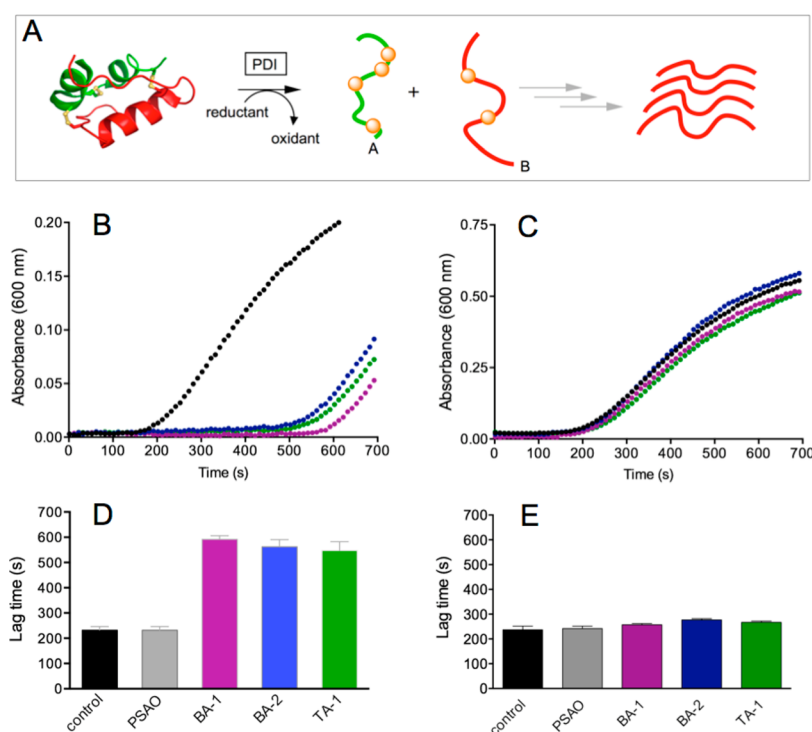 A
PDI
reductant
oxidant
A
+
B
B
Absorbance (600 nm)
0.20
0.15
0.10
0.05
0.00
0 100 200 300 400 500 600 700
Time (s)
C
Absorbance (600 nm)
0.75
0.50
0.25
0.00
0 100 200 300 400 500 600 700
Time (s)
D
Lag time (s)
700
600
500
400
300
200
100
0
control PSAO BA-1 BA-2 TA-1
E
Lag time (s)
700
600
500
400
300
200
100
0
control PSAO BA-1 BA-2 TA-1